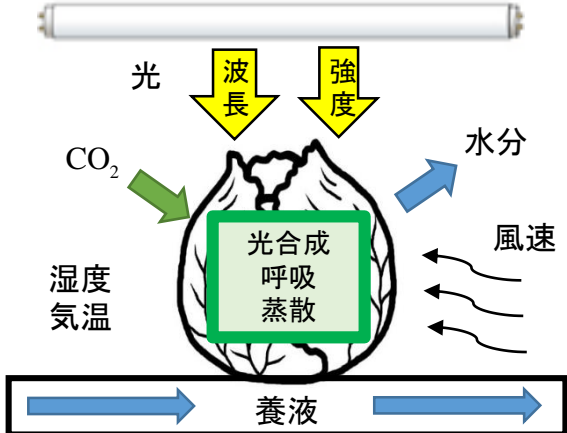 光
波長
強度
CO₂
水分
光合成
呼吸
蒸散
風速
湿度
気温
養液